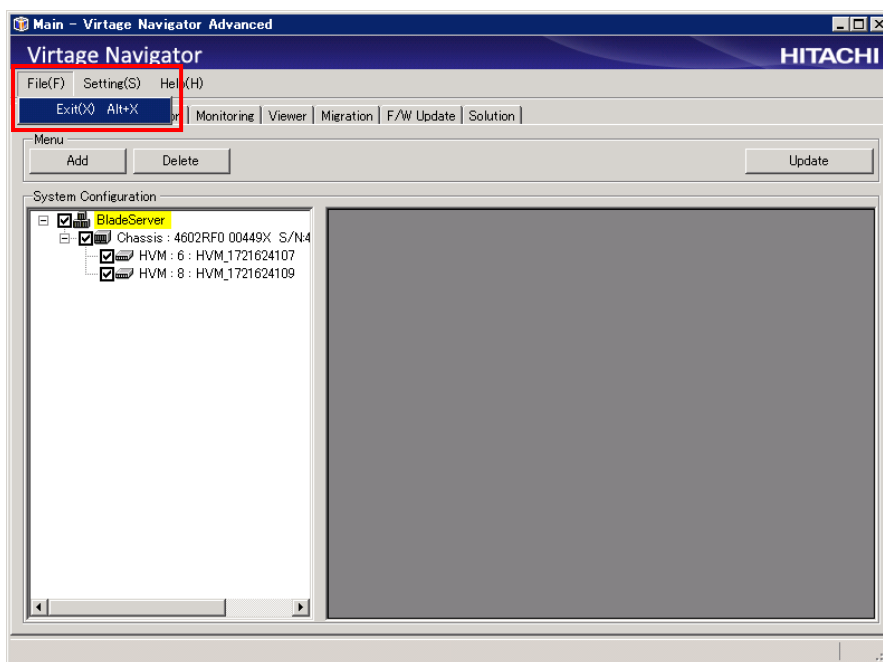 Main - Virtage Navigator Advanced
Virtage Navigator HITACHI
File(F) Setting(S) Help(H)
Exit(X) Alt+X
Monitoring Viewer Migration F/W Update Solution
Menu
Add Delete Update
System Configuration
BladeServer
Chassis : 4602RF0 00449X S/N:4
HVM : 6 : HVM_1721624107
HVM : 8 : HVM_1721624109